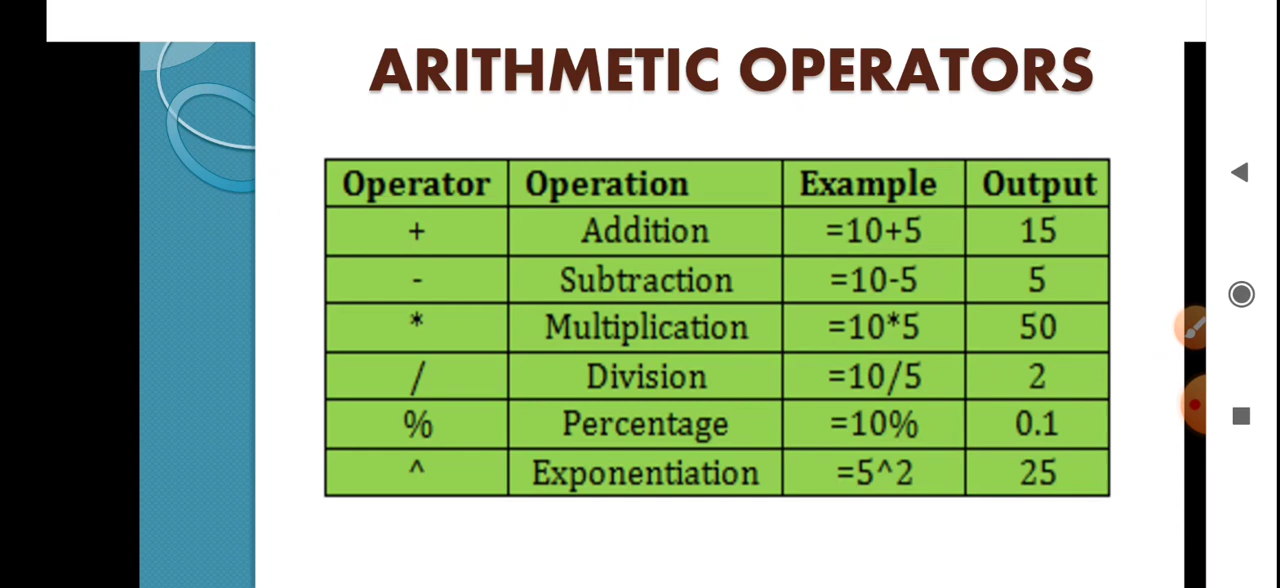 ARITHMETIC OPERATORS
Operator Operation Example Output
+ Addition =10+5 15
- Subtraction =10-5 5
* Multiplication =10*5 50
/ Division =10/5 2
% Percentage =10% 0.1
^ Exponentiation =5^2 25